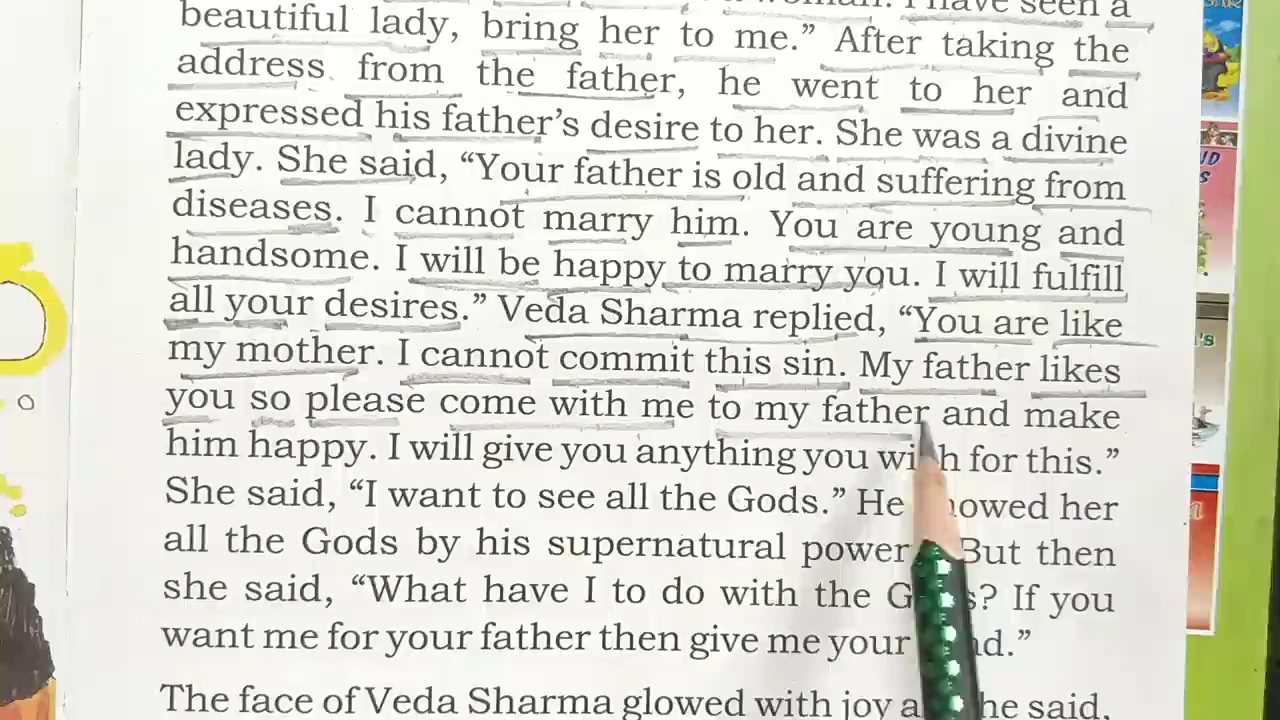 woman. I have seen a
beautiful lady, bring her to me.” After taking the
address from the father, he went to her and
expressed his father’s desire to her. She was a divine
lady. She said, “Your father is old and suffering from
diseases. I cannot marry him. You are young and
handsome. I will be happy to marry you. I will fulfill
all your desires.” Veda Sharma replied, “You are like
my mother. I cannot commit this sin. My father likes
you so please come with me to my father and make
him happy. I will give you anything you wish for this.”
She said, “I want to see all the Gods.” He showed her
all the Gods by his supernatural power. But then
she said, “What have I to do with the Gods? If you
want me for your father then give me your
The face of Veda Sharma glowed with joy and he said,